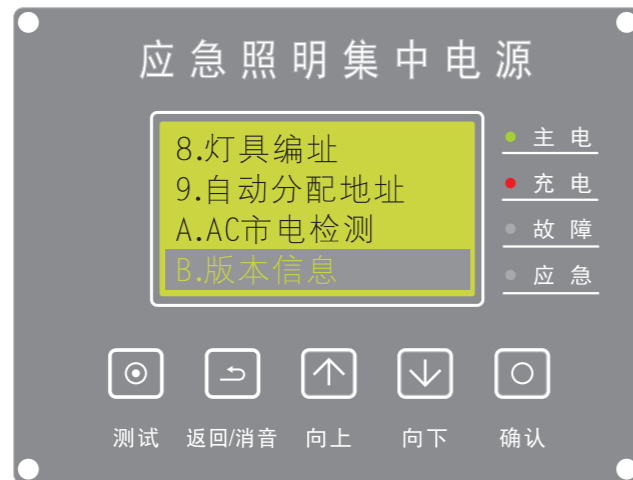 应急照明集中电源
8.灯具编址
9.自动分配地址
A.AC市电检测
B.版本信息
主电
充电
故障
应急
测试 返回/消音 向上 向下 确认